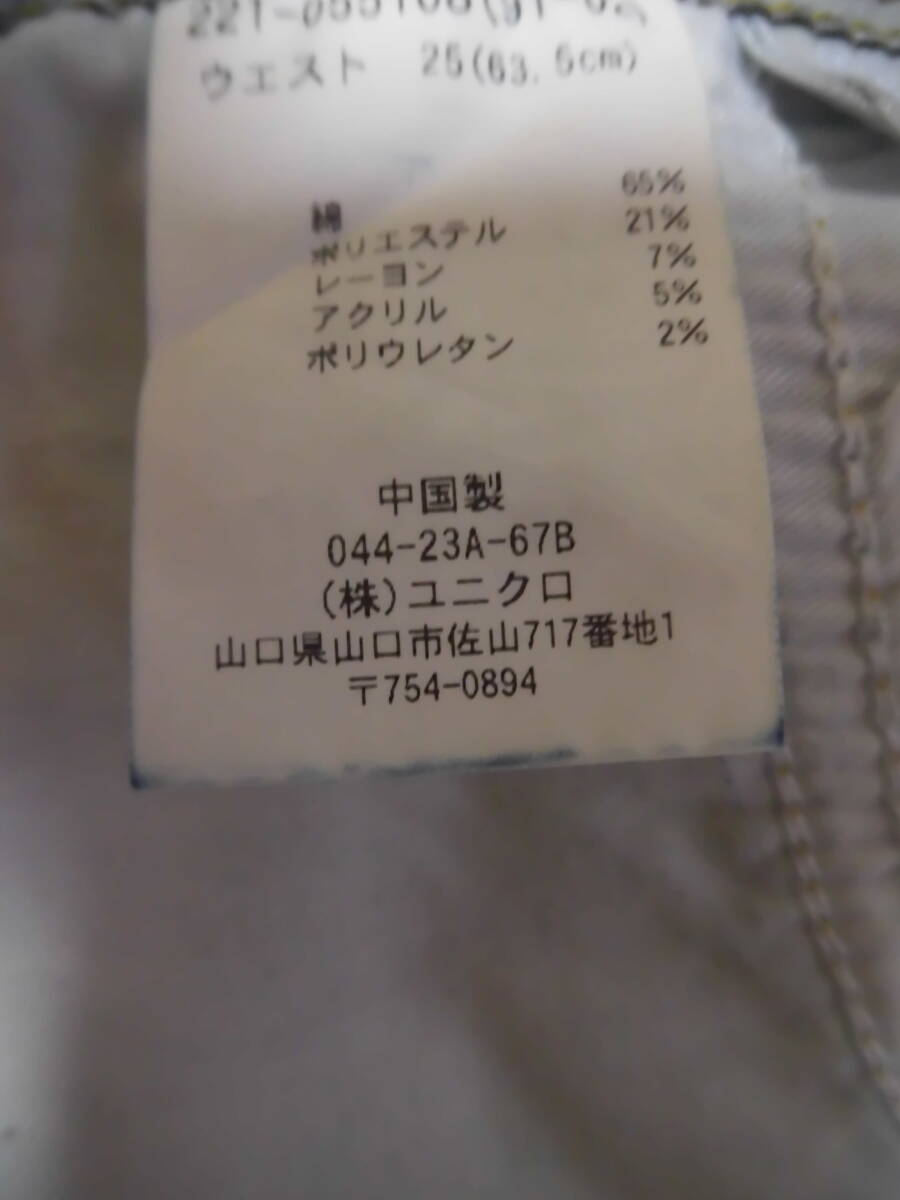 ウエスト 25(63.5cm)
綿 65%
ポリエステル 21%
レーヨン 7%
アクリル 5%
ポリウレタン 2%
中国製
044-23A-67B
(株)ユニクロ
山口県山口市佐山717番地1
〒754-0894